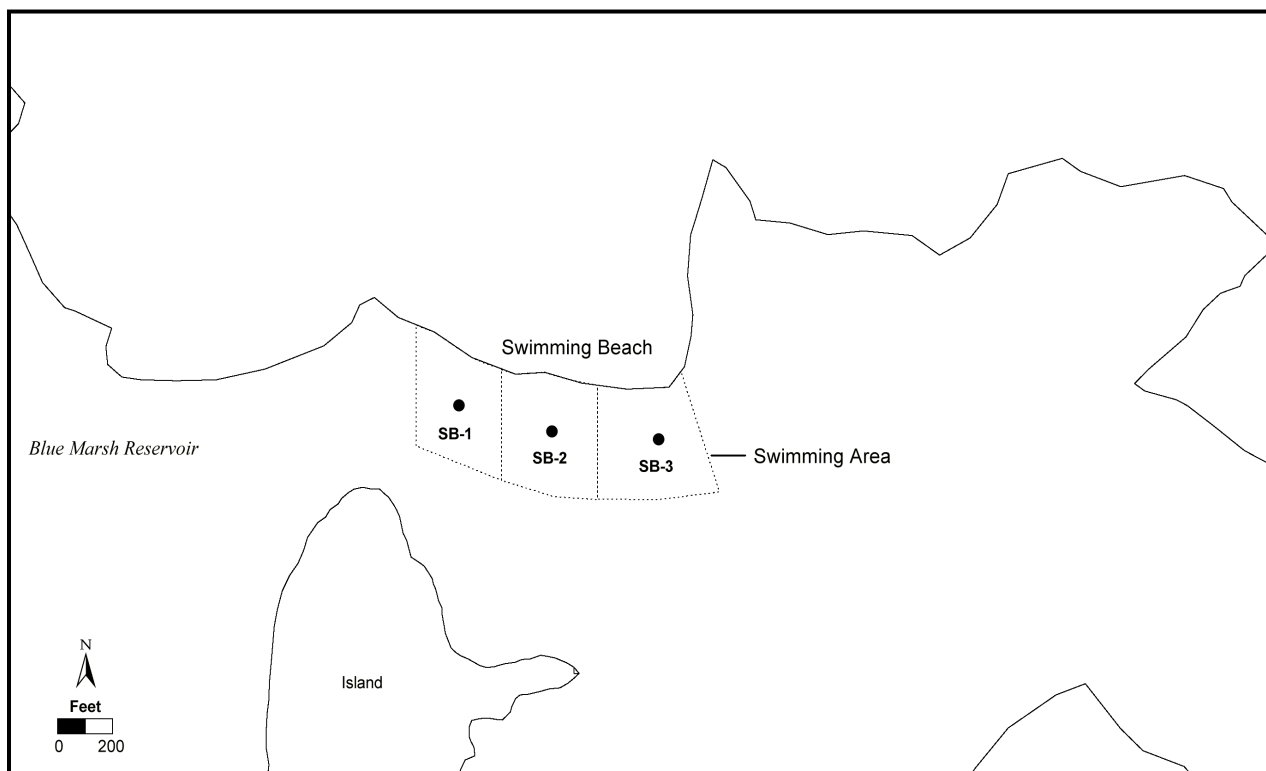 Swimming Beach
SB-1
SB-2
SB-3
Blue Marsh Reservoir
Swimming Area
Island
N
Feet
0 200